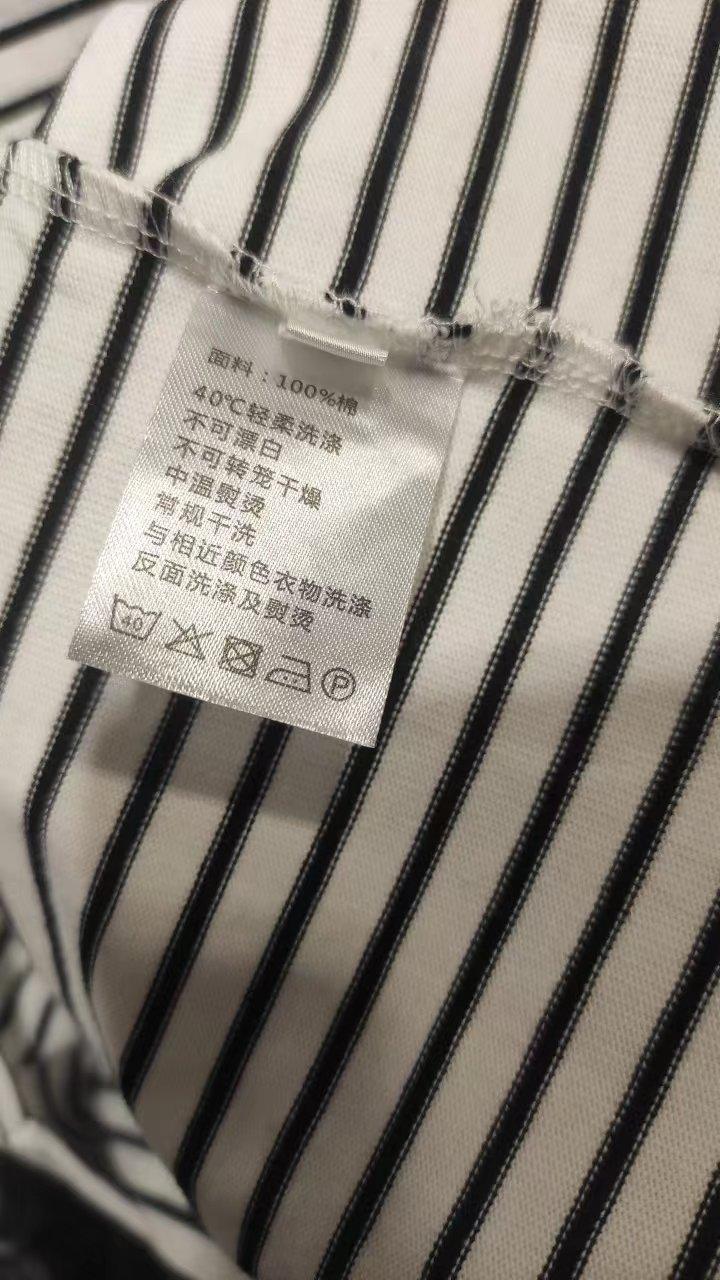 面料：100%棉
40℃轻柔洗涤
不可漂白
不可转笼干燥
中温熨烫
常规干洗
与相近颜色衣物洗涤
反面洗涤及熨烫
40 P